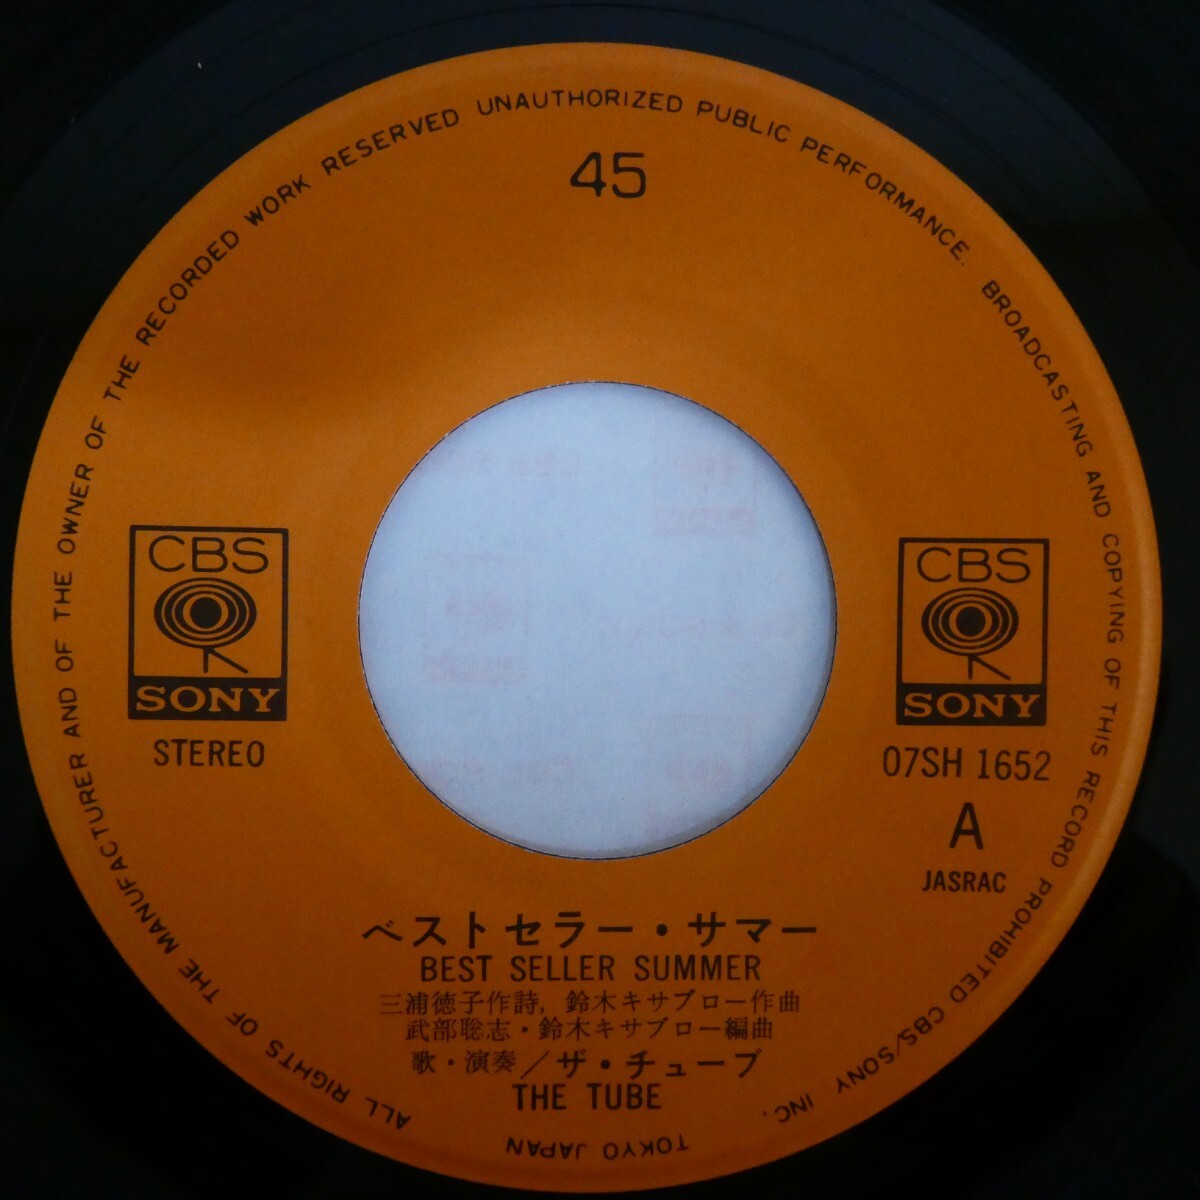 ALL RIGHTS OF THE MANUFACTURER AND OF THE OWNER OF THE RECORDED WORK RESERVED UNAUTHORIZED PUBLIC PERFORMANCE. BROADCASTING AND COPYING OF THIS RECORD PROHIBITED CBS/SONY INC.
TOKYO JAPAN
45
CBS
SONY
STEREO
CBS
SONY
07SH 1652
A
JASRAC
ベストセラー・サマー
BEST SELLER SUMMER
三浦徳子作詩, 鈴木キサブロー作曲
武部聡志・鈴木キサブロー編曲
歌・演奏/ザ・チューブ
THE TUBE